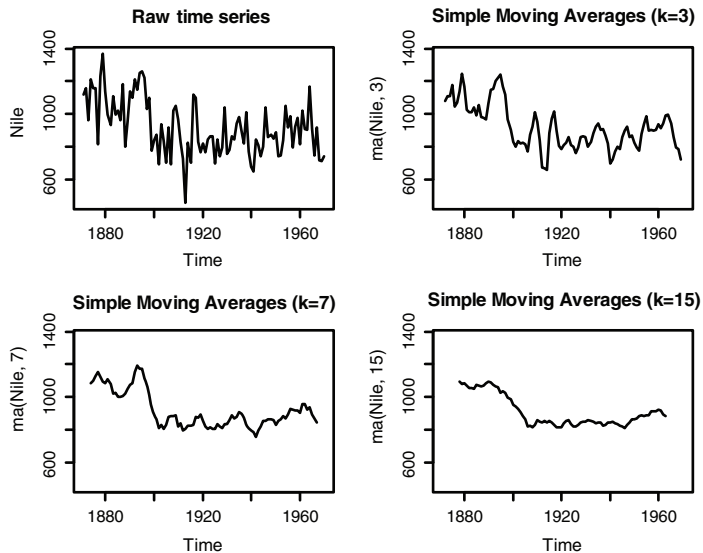 Raw time series
Nile
600 1000 1400
1880 1920 1960
Time
Simple Moving Averages (k=3)
ma(Nile, 3)
600 1000 1400
1880 1920 1960
Time
Simple Moving Averages (k=7)
ma(Nile, 7)
600 1000 1400
1880 1920 1960
Time
Simple Moving Averages (k=15)
ma(Nile, 15)
600 1000 1400
1880 1920 1960
Time